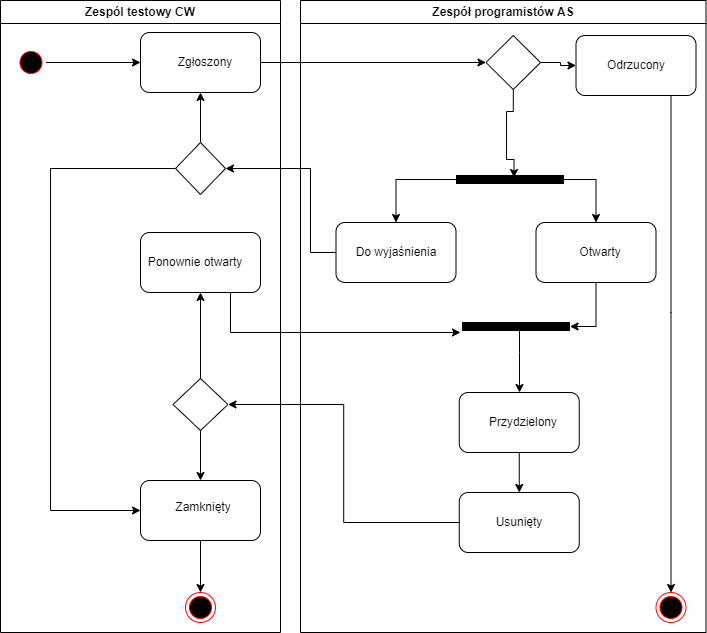 Zespól testowy CW
Zespół programistów AS
Zgłoszony
Odrzucony
Do wyjaśnienia
Otwarty
Ponownie otwarty
Przydzielony
Zamknięty
Usunięty